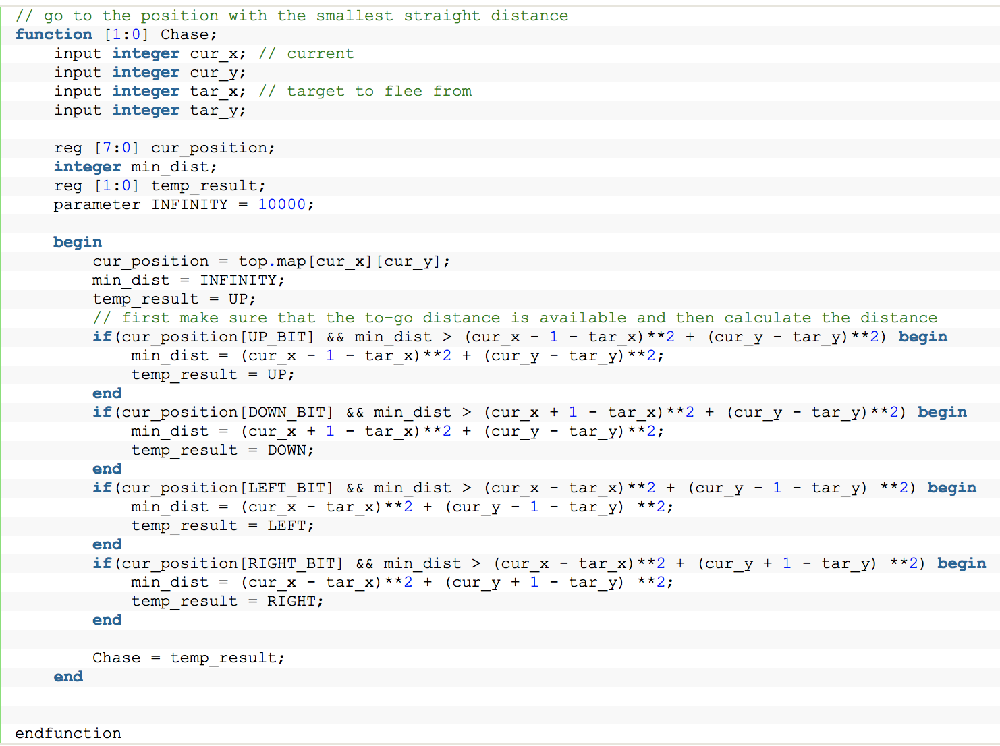 // go to the position with the smallest straight distance
function [1:0] Chase;
    input integer cur_x; // current
    input integer cur_y;
    input integer tar_x; // target to flee from
    input integer tar_y;

    reg [7:0] cur_position;
    integer min_dist;
    reg [1:0] temp_result;
    parameter INFINITY = 10000;

    begin
        cur_position = top.map[cur_x][cur_y];
        min_dist = INFINITY;
        temp_result = UP;
        // first make sure that the to-go distance is available and then calculate the distance
        if(cur_position[UP_BIT] && min_dist > (cur_x - 1 - tar_x)**2 + (cur_y - tar_y)**2) begin
            min_dist = (cur_x - 1 - tar_x)**2 + (cur_y - tar_y)**2;
            temp_result = UP;
        end
        if(cur_position[DOWN_BIT] && min_dist > (cur_x + 1 - tar_x)**2 + (cur_y - tar_y)**2) begin
            min_dist = (cur_x + 1 - tar_x)**2 + (cur_y - tar_y)**2;
            temp_result = DOWN;
        end
        if(cur_position[LEFT_BIT] && min_dist > (cur_x - tar_x)**2 + (cur_y - 1 - tar_y) **2) begin
            min_dist = (cur_x - tar_x)**2 + (cur_y - 1 - tar_y) **2;
            temp_result = LEFT;
        end
        if(cur_position[RIGHT_BIT] && min_dist > (cur_x - tar_x)**2 + (cur_y + 1 - tar_y) **2) begin
            min_dist = (cur_x - tar_x)**2 + (cur_y + 1 - tar_y) **2;
            temp_result = RIGHT;
        end

        Chase = temp_result;
    end


endfunction